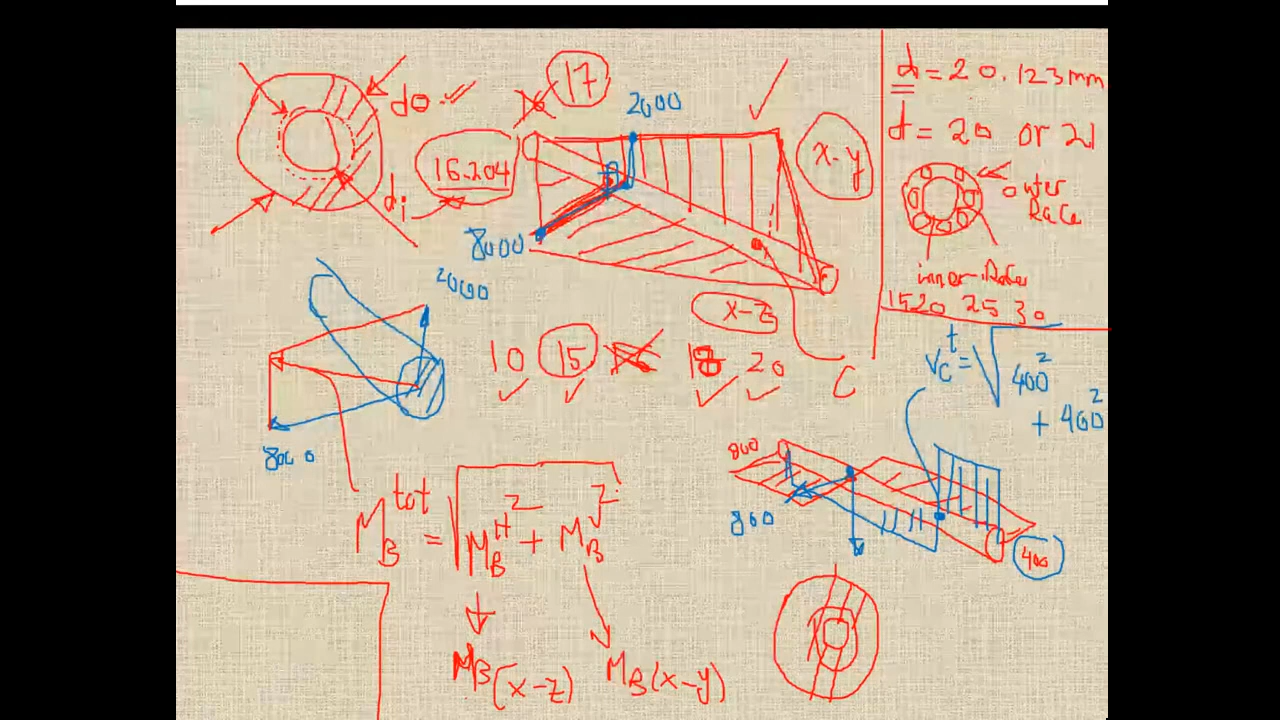 do
di
16.204
16
17
2000
8000
x-y
x-z
C
d = 20.123 mm
d = 20 or 21
outer Race
inner-Race
15 20 25 30
2000
8000
10 15 18 20
V_C^t = √400² + 400²
800
800
400
M_B^tot = √M_B^H² + M_B^V²
M_B(x-z) M_B(x-y)